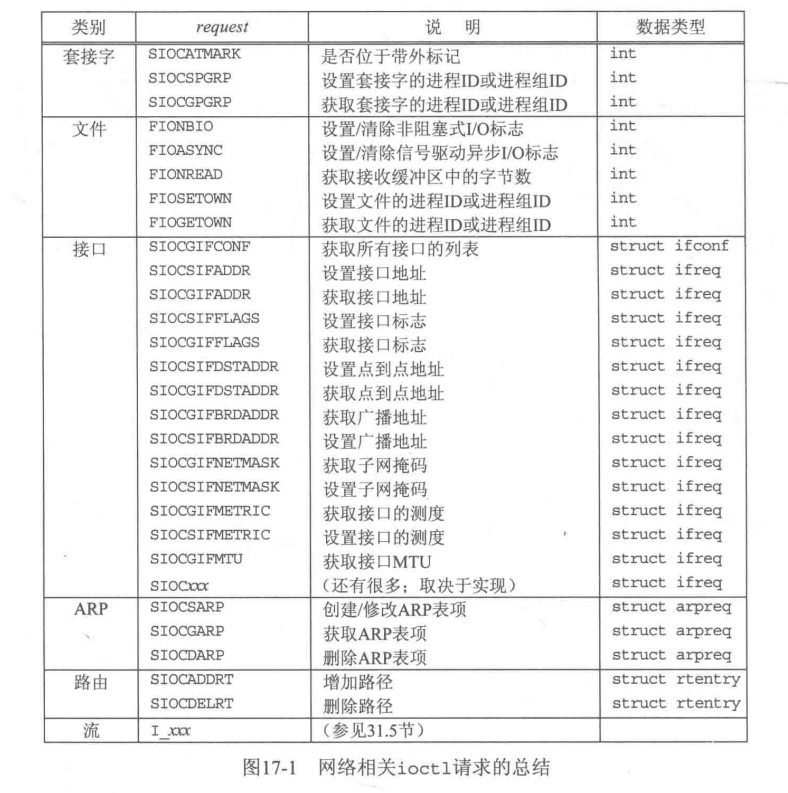 类别 request 说 明 数据类型
套接字 SIOCATMARK 是否位于带外标记 int
SIOCSPGRP 设置套接字的进程ID或进程组ID int
SIOCGPGRP 获取套接字的进程ID或进程组ID int
文件 FIONBIO 设置/清除非阻塞式I/O标志 int
FIOASYNC 设置/清除信号驱动异步I/O标志 int
FIONREAD 获取接收缓冲区中的字节数 int
FIOSETOWN 设置文件的进程ID或进程组ID int
FIOGETOWN 获取文件的进程ID或进程组ID int
接口 SIOCGIFCONF 获取所有接口的列表 struct ifconf
SIOCSIFADDR 设置接口地址 struct ifreq
SIOCGIFADDR 获取接口地址 struct ifreq
SIOCSIFFLAGS 设置接口标志 struct ifreq
SIOCGIFFLAGS 获取接口标志 struct ifreq
SIOCSIFDSTADDR 设置点到点地址 struct ifreq
SIOCGIFDSTADDR 获取点到点地址 struct ifreq
SIOCGIFBRDADDR 获取广播地址 struct ifreq
SIOCSIFBRDADDR 设置广播地址 struct ifreq
SIOCGIFNETMASK 获取子网掩码 struct ifreq
SIOCSIFNETMASK 设置子网掩码 struct ifreq
SIOCGIFMETRIC 获取接口的测度 struct ifreq
SIOCSIFMETRIC 设置接口的测度 struct ifreq
SIOCGIFMTU 获取接口MTU struct ifreq
SIOCxxx （还有很多；取决于实现） struct ifreq
ARP SIOCSARP 创建/修改ARP表项 struct arpreq
SIOCGARP 获取ARP表项 struct arpreq
SIOCDARP 删除ARP表项 struct arpreq
路由 SIOCADDRT 增加路径 struct rtentry
SIOCDELRT 删除路径 struct rtentry
流 I_xxx （参见31.5节）
图17-1 网络相关ioctl请求的总结